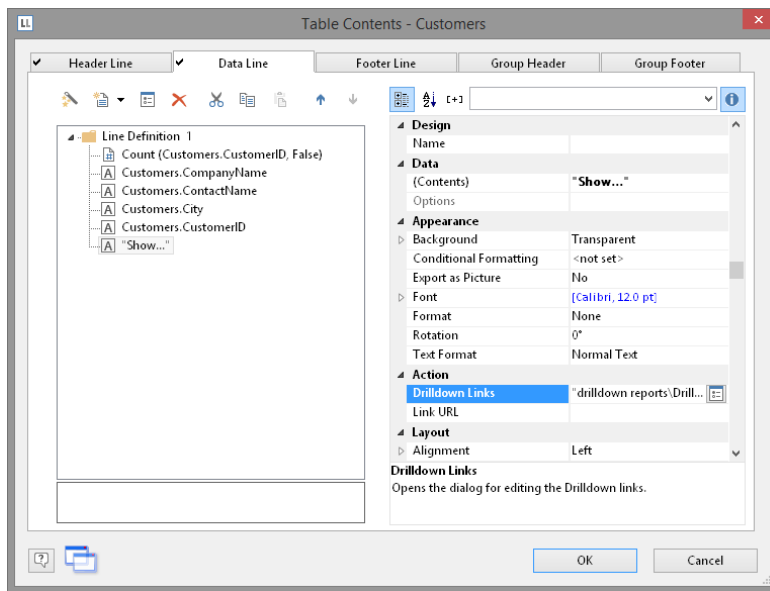 LL
Table Contents - Customers
Header Line
Data Line
Footer Line
Group Header
Group Footer
Line Definition 1
Count (Customers.CustomerID, False)
Customers.CompanyName
Customers.ContactName
Customers.City
Customers.CustomerID
"Show..."
Design
Name
Data
(Contents) "Show..."
Options
Appearance
Background Transparent
Conditional Formatting <not set>
Export as Picture No
Font [Calibri, 12.0 pt]
Format None
Rotation 0°
Text Format Normal Text
Action
Drilldown Links "drilldown reports\Drill...
Link URL
Layout
Alignment Left
Drilldown Links
Opens the dialog for editing the Drilldown links.
OK
Cancel